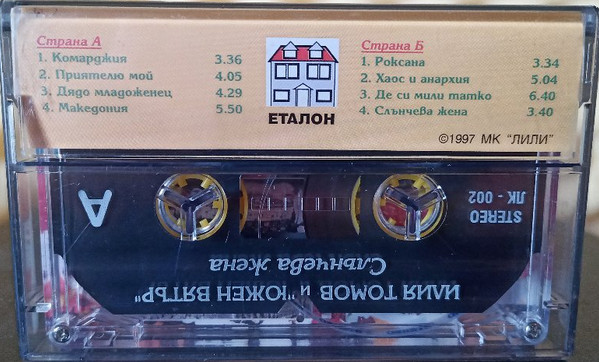 Страна А
1. Комарджия 3.36
2. Приятелю мой 4.05
3. Дядо младоженец 4.29
4. Македония 5.50
ЕТАЛОН
Страна Б
1. Роксана 3.34
2. Хаос и анархия 5.04
3. Де си мили татко 6.40
4. Слънчева жена 3.40
©1997 МК "ЛИЛИ"
ИЛИЯ ТОМОВ и "ЮЖЕН ВЯТЪР"
Слънчева жена
A
STEREO
ЛК - 002